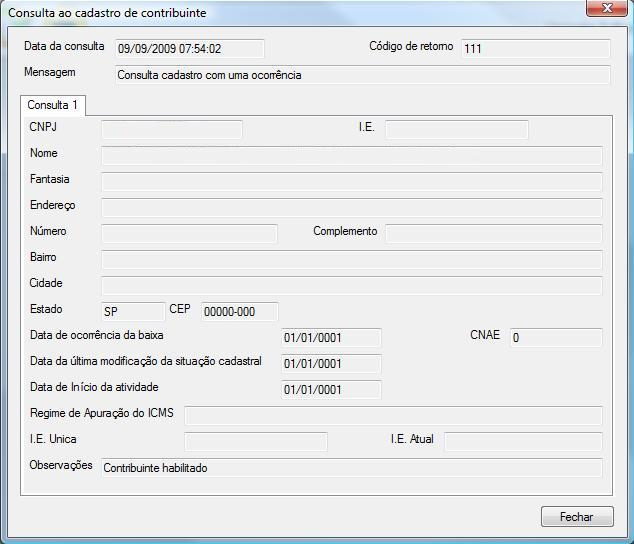 Consulta ao cadastro de contribuinte
Data da consulta 09/09/2009 07:54:02 Código de retorno 111
Mensagem Consulta cadastro com uma ocorrência
Consulta 1
CNPJ I.E.
Nome
Fantasia
Endereço
Número Complemento
Bairro
Cidade
Estado SP CEP 00000-000
Data de ocorrência da baixa 01/01/0001 CNAE 0
Data da última modificação da situação cadastral 01/01/0001
Data de Início da atividade 01/01/0001
Regime de Apuração do ICMS
I.E. Unica I.E. Atual
Observações Contribuinte habilitado
Fechar